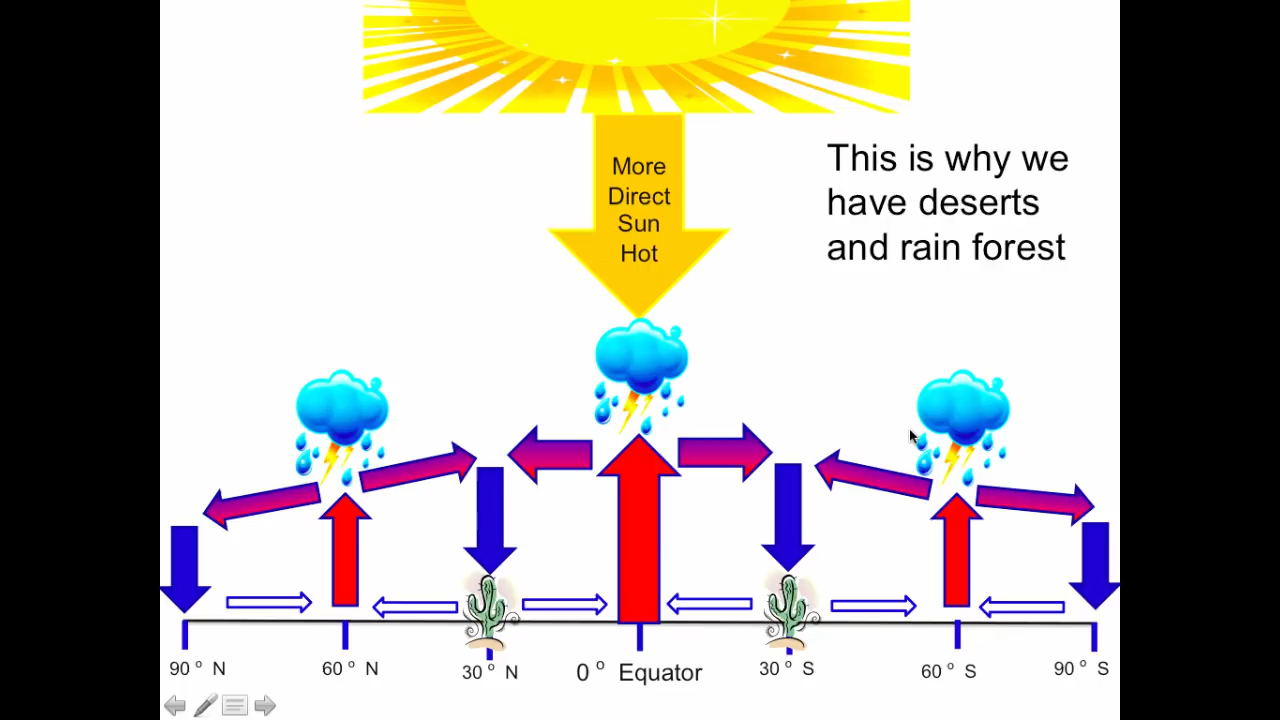 More
Direct
Sun
Hot
This is why we
have deserts
and rain forest
90 º N
60 º N
30 º N
0 º Equator
30 º S
60 º S
90 º S